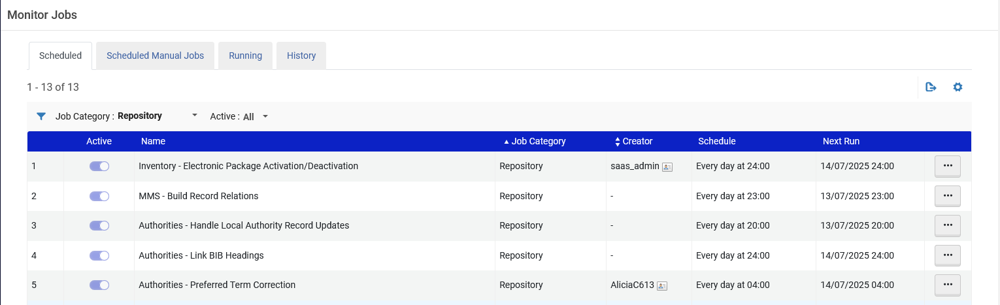 Monitor Jobs
Scheduled Scheduled Manual Jobs Running History
1 - 13 of 13
Job Category : Repository Active : All
Active Name Job Category Creator Schedule Next Run
1 Inventory - Electronic Package Activation/Deactivation Repository saas_admin Every day at 24:00 14/07/2025 24:00
2 MMS - Build Record Relations Repository - Every day at 23:00 13/07/2025 23:00
3 Authorities - Handle Local Authority Record Updates Repository - Every day at 20:00 13/07/2025 20:00
4 Authorities - Link BIB Headings Repository - Every day at 24:00 14/07/2025 24:00
5 Authorities - Preferred Term Correction Repository AliciaC613 Every day at 04:00 14/07/2025 04:00